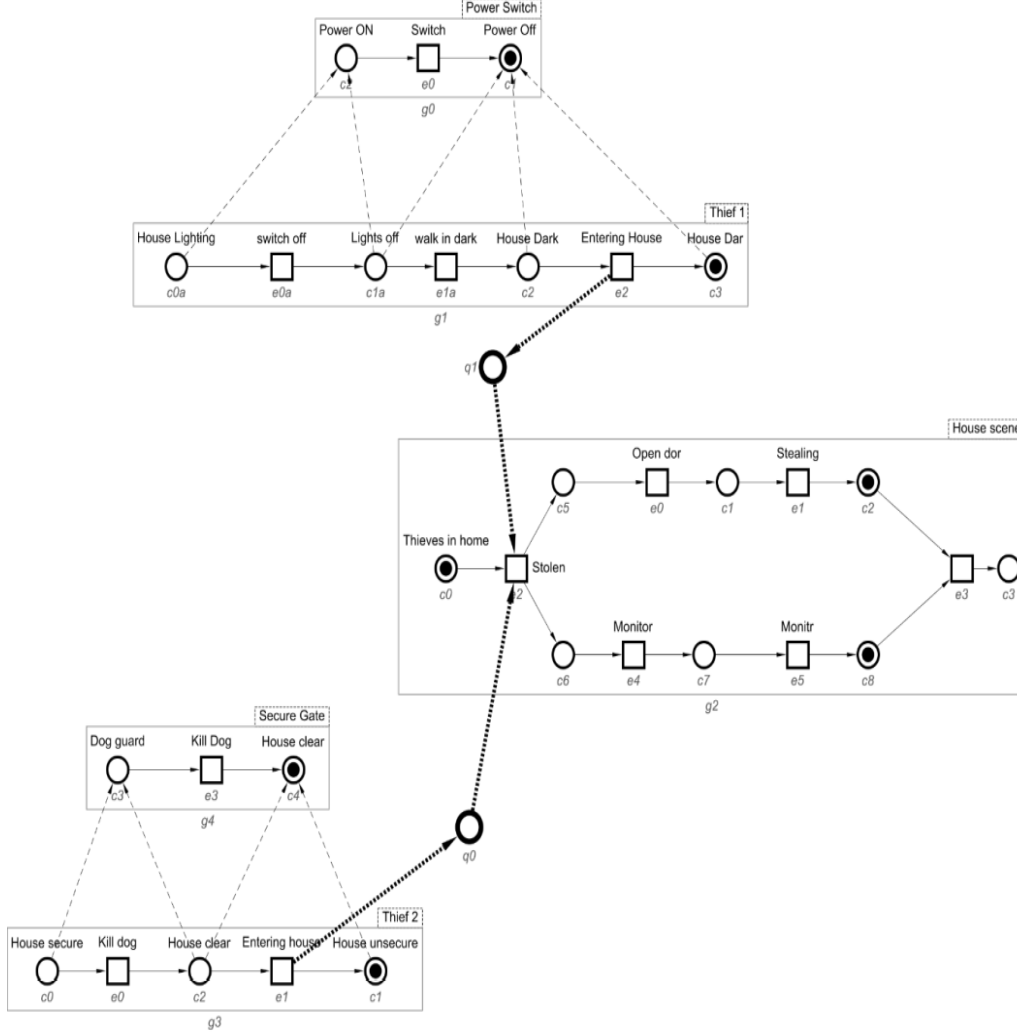 Power Switch
Power ON Switch Power Off
c2 e0 c1
g0
Thief 1
House Lighting switch off Lights off walk in dark House Dark Entering House House Dar
c0a e0a c1a e1a c2 e2 c3
g1
q1
House scene
Open dor Stealing
c5 e0 c1 e1 c2
Thieves in home
Stolen
c0 e2 e3 c3
Monitor Monitr
c6 e4 c7 e5 c8
g2
Secure Gate
Dog guard Kill Dog House clear
c3 e3 c4
g4
q0
Thief 2
House secure Kill dog House clear Entering house House unsecure
c0 e0 c2 e1 c1
g3